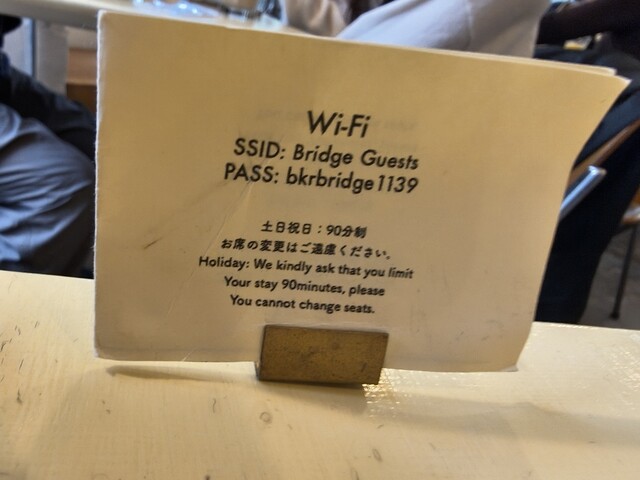 Wi-Fi
SSID: Bridge Guests
PASS: bkrbridge1139
土日祝日：90分制
お席の変更はご遠慮ください。
Holiday: We kindly ask that you limit
Your stay 90minutes, please
You cannot change seats.